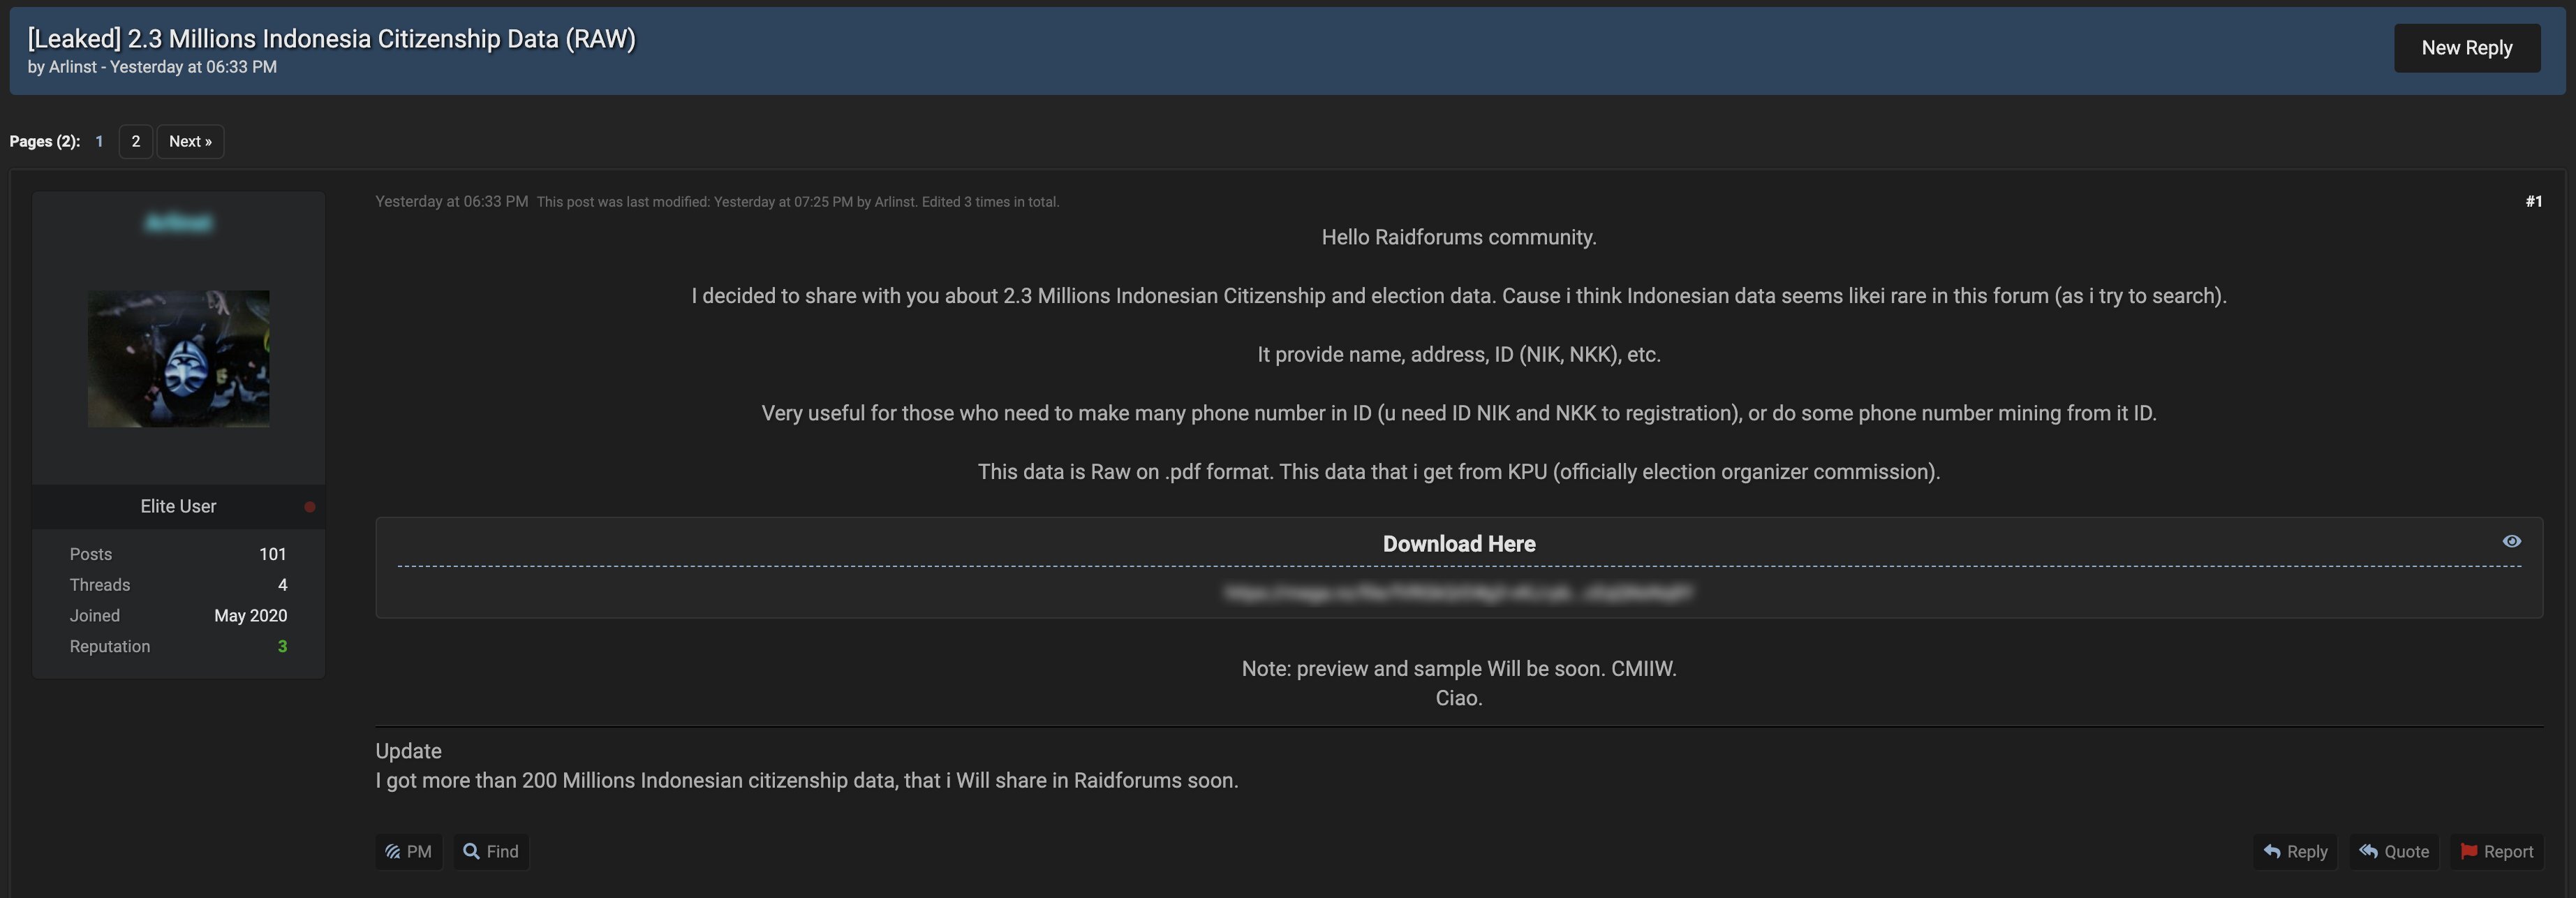 [Leaked] 2.3 Millions Indonesia Citizenship Data (RAW)
by Arlinst - Yesterday at 06:33 PM
New Reply
Pages (2): 1 2 Next »
Yesterday at 06:33 PM This post was last modified: Yesterday at 07:25 PM by Arlinst. Edited 3 times in total.
#1
Hello Raidforums community.
I decided to share with you about 2.3 Millions Indonesian Citizenship and election data. Cause i think Indonesian data seems likei rare in this forum (as i try to search).
It provide name, address, ID (NIK, NKK), etc.
Very useful for those who need to make many phone number in ID (u need ID NIK and NKK to registration), or do some phone number mining from it ID.
This data is Raw on .pdf format. This data that i get from KPU (officially election organizer commission).
Elite User
Posts 101
Threads 4
Joined May 2020
Reputation 3
Download Here
Note: preview and sample Will be soon. CMIIW.
Ciao.
Update
I got more than 200 Millions Indonesian citizenship data, that i Will share in Raidforums soon.
PM
Find
Reply
Quote
Report